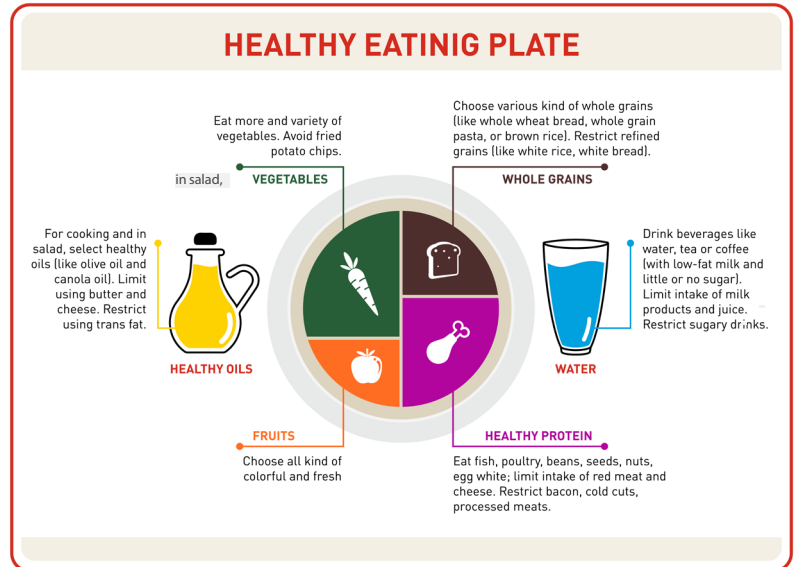 HEALTHY EATINIG PLATE
Eat more and variety of
vegetables. Avoid fried
potato chips.
in salad,
VEGETABLES
Choose various kind of whole grains
(like whole wheat bread, whole grain
pasta, or brown rice). Restrict refined
grains (like white rice, white bread).
WHOLE GRAINS
For cooking and in
salad, select healthy
oils (like olive oil and
canola oil). Limit
using butter and
cheese. Restrict
using trans fat.
HEALTHY OILS
Drink beverages like
water, tea or coffee
(with low-fat milk and
little or no sugar).
Limit intake of milk
products and juice.
Restrict sugary drinks.
WATER
FRUITS
Choose all kind of
colorful and fresh
HEALTHY PROTEIN
Eat fish, poultry, beans, seeds, nuts,
egg white; limit intake of red meat and
cheese. Restrict bacon, cold cuts,
processed meats.